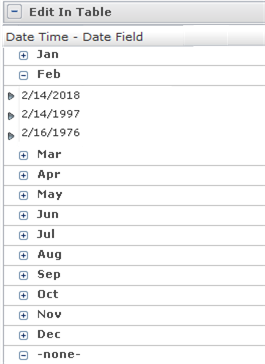 Edit In Table
Date Time - Date Field
Jan
Feb
2/14/2018
2/14/1997
2/16/1976
Mar
Apr
May
Jun
Jul
Aug
Sep
Oct
Nov
Dec
-none-